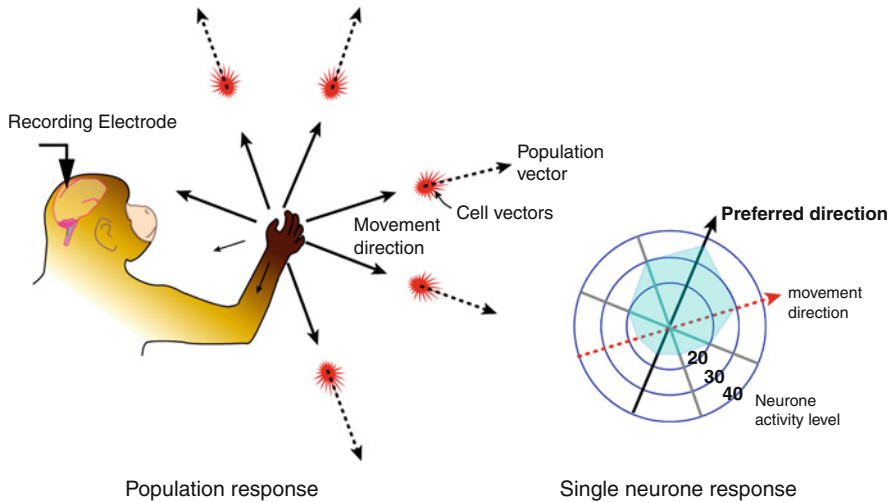 Recording Electrode
Population
vector
Cell vectors
Movement
direction
Preferred direction
movement
direction
20
30
40
Neurone
activity level
Population response
Single neurone response